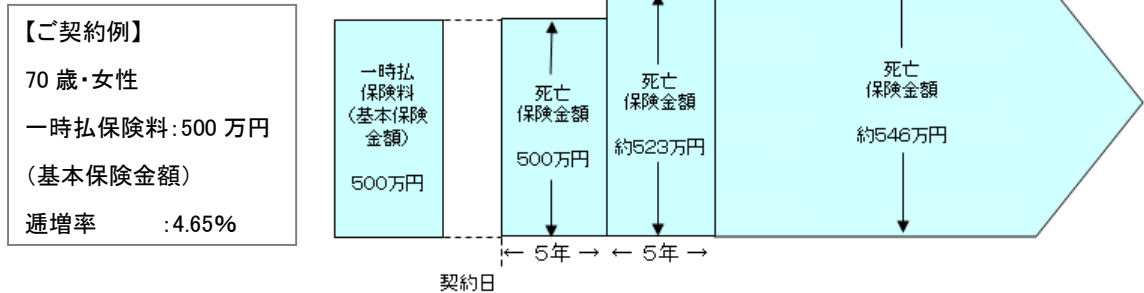 【ご契約例】
70 歳・女性
一時払保険料：500 万円
（基本保険金額）
逓増率　　　：4.65％
一時払
保険料
（基本保険
金額）
500万円
死亡
保険金額
500万円
死亡
保険金額
約523万円
死亡
保険金額
約546万円
← 5年 → ← 5年 →
契約日